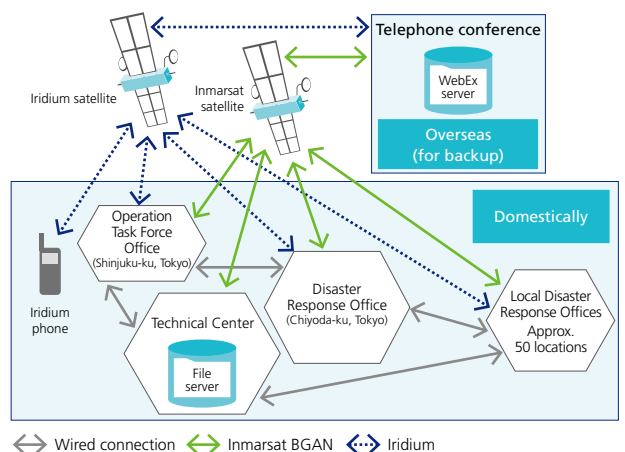 Telephone conference
WebEx
server
Overseas
(for backup)
Iridium satellite
Inmarsat
satellite
Domestically
Operation
Task Force
Office
(Shinjuku-ku, Tokyo)
Iridium
phone
Technical Center
File
server
Disaster
Response Office
(Chiyoda-ku, Tokyo)
Local Disaster
Response Offices
Approx.
50 locations
Wired connection Inmarsat BGAN Iridium